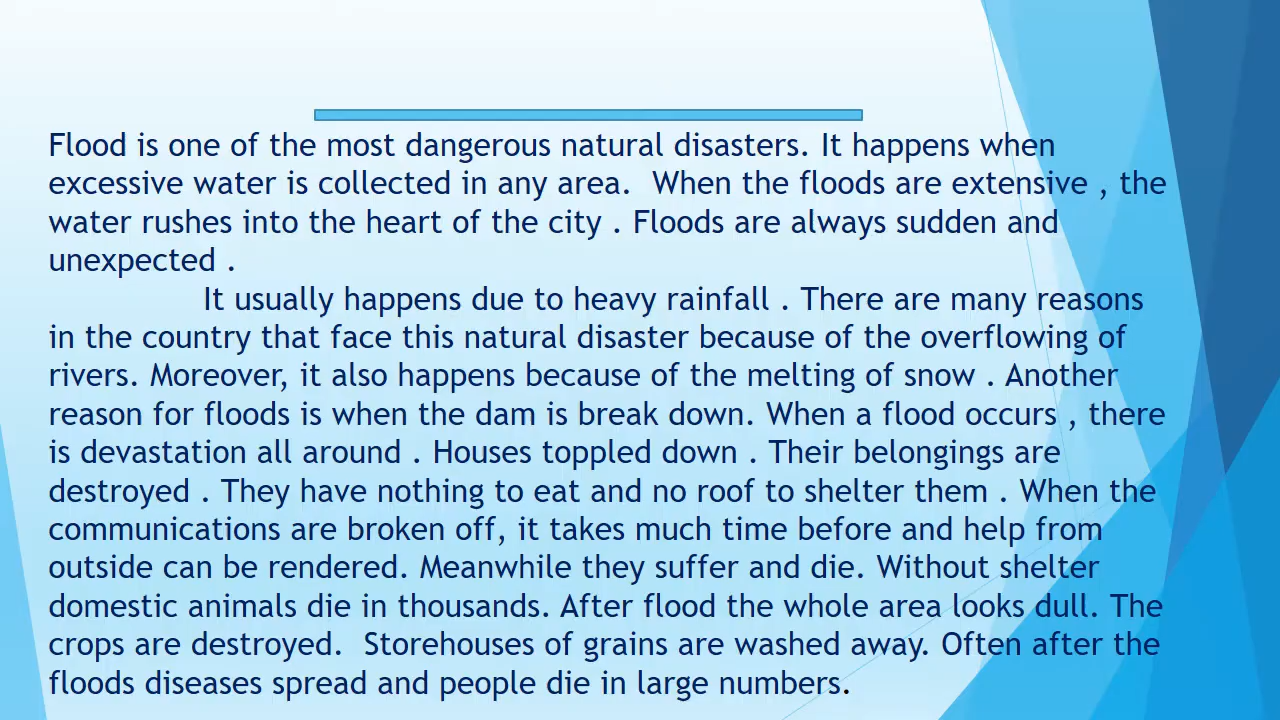 Flood is one of the most dangerous natural disasters. It happens when
excessive water is collected in any area.  When the floods are extensive , the
water rushes into the heart of the city . Floods are always sudden and
unexpected .
It usually happens due to heavy rainfall . There are many reasons
in the country that face this natural disaster because of the overflowing of
rivers. Moreover, it also happens because of the melting of snow . Another
reason for floods is when the dam is break down. When a flood occurs , there
is devastation all around . Houses toppled down . Their belongings are
destroyed . They have nothing to eat and no roof to shelter them . When the
communications are broken off, it takes much time before and help from
outside can be rendered. Meanwhile they suffer and die. Without shelter
domestic animals die in thousands. After flood the whole area looks dull. The
crops are destroyed.  Storehouses of grains are washed away. Often after the
floods diseases spread and people die in large numbers.